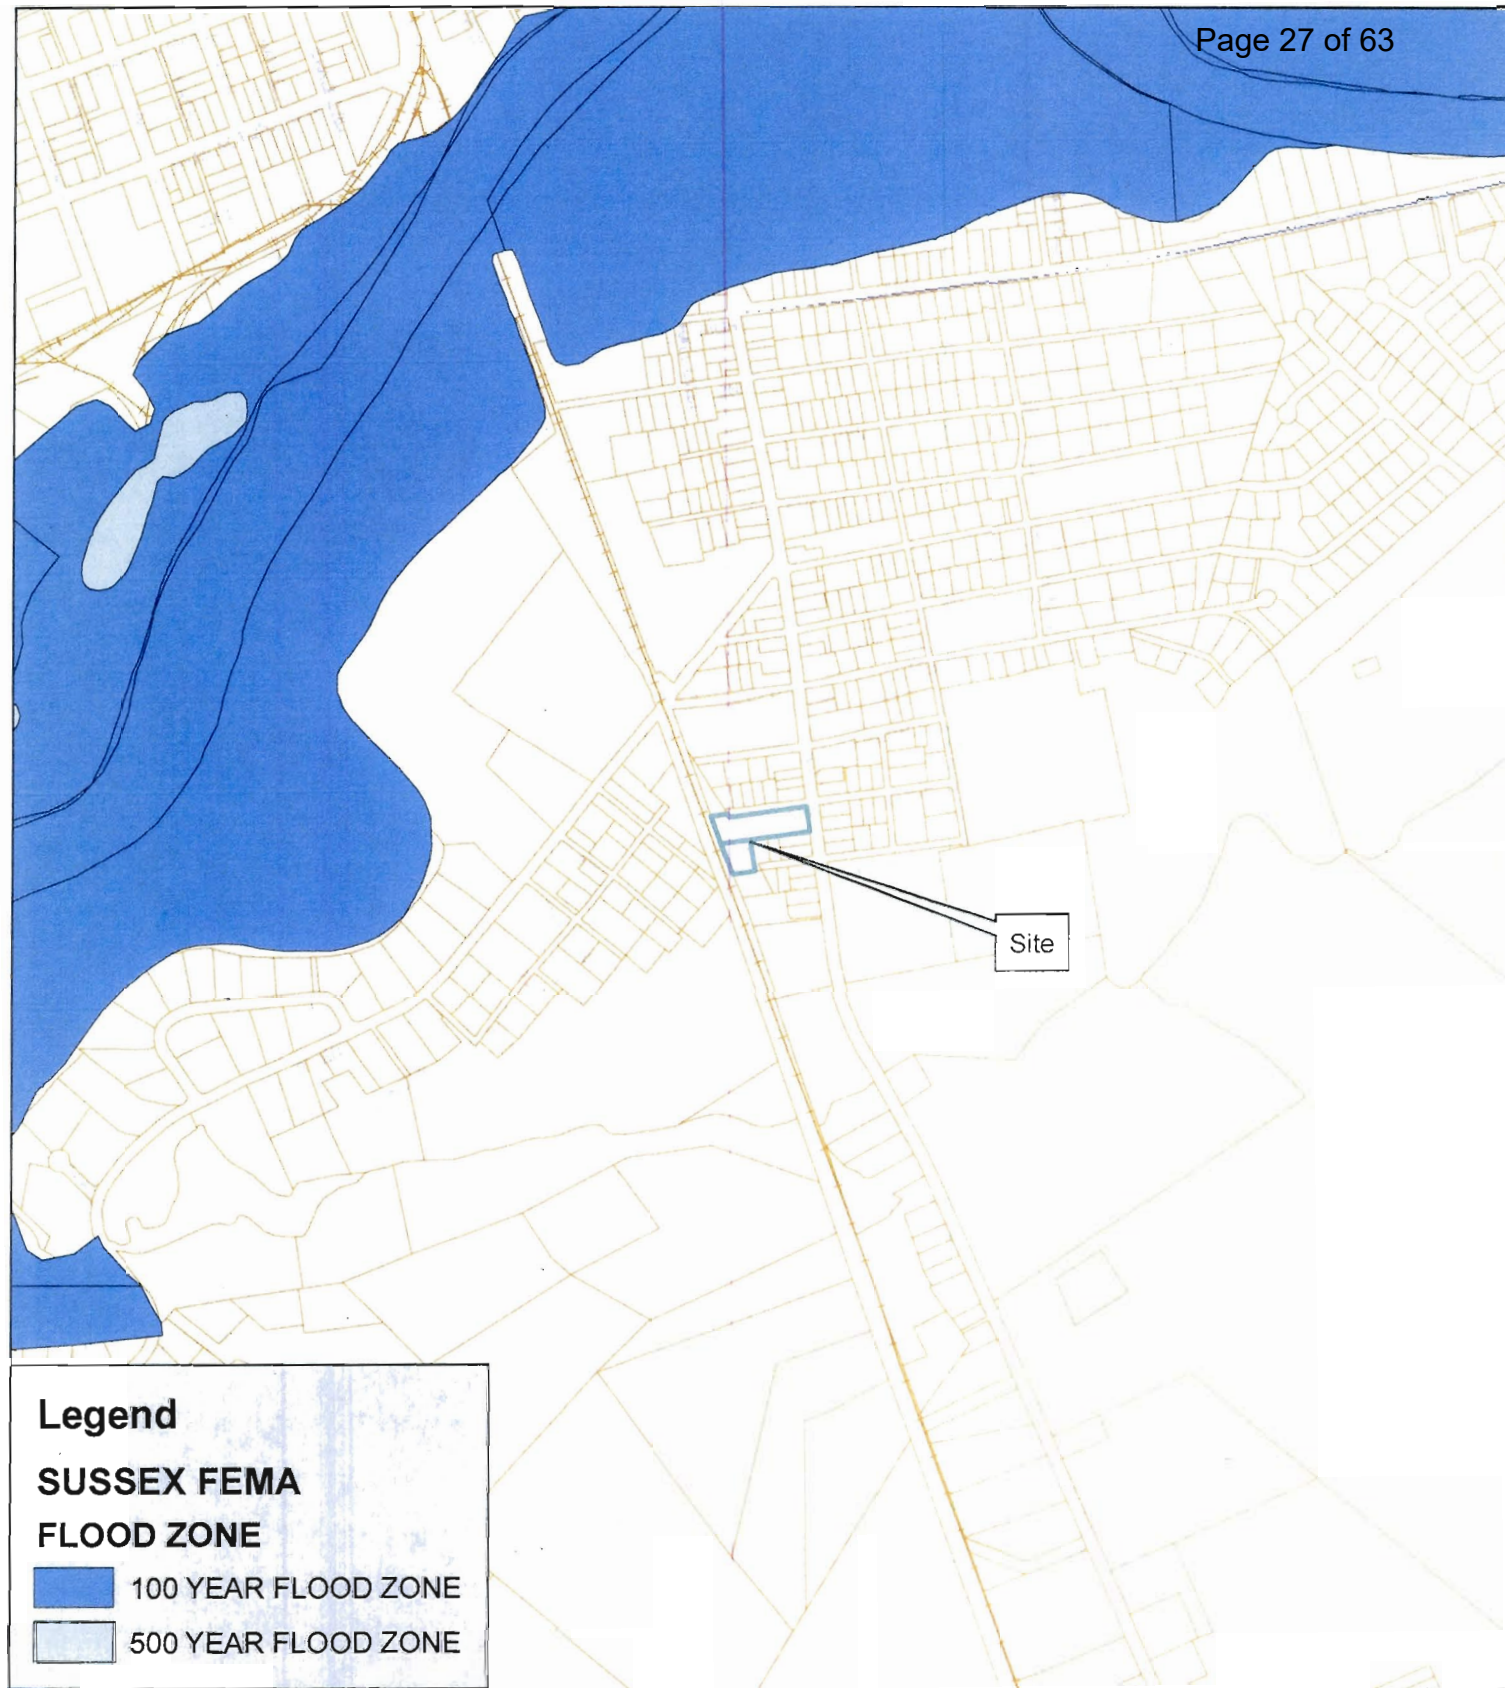 Page 27 of 63
Site
Legend
SUSSEX FEMA
FLOOD ZONE
100 YEAR FLOOD ZONE
500 YEAR FLOOD ZONE